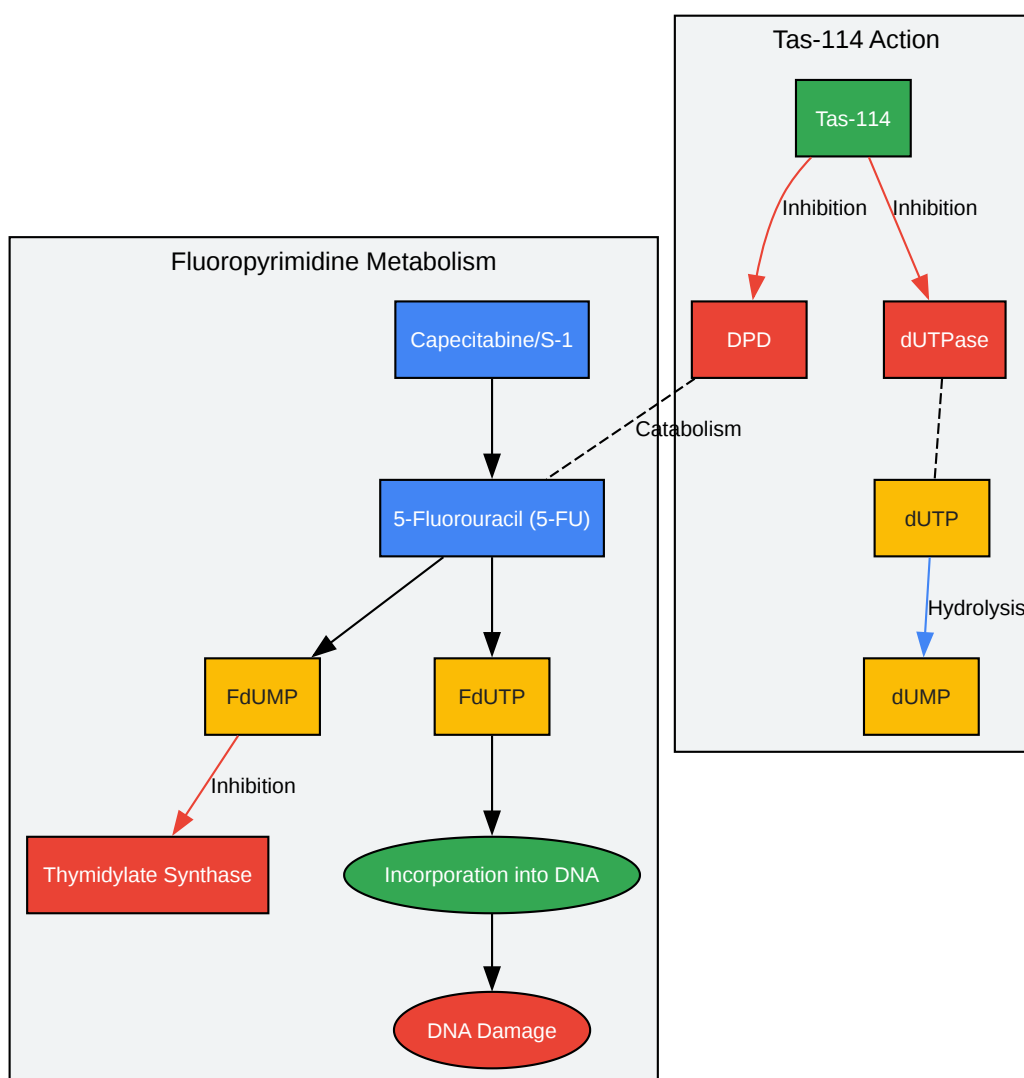 Tas-114 Action
Tas-114
Inhibition
Inhibition
Fluoropyrimidine Metabolism
Capecitabine/S-1
DPD
dUTPase
Catabolism
5-Fluorouracil (5-FU)
dUTP
Hydrolysis
FdUMP
FdUTP
dUMP
Inhibition
Thymidylate Synthase
Incorporation into DNA
DNA Damage